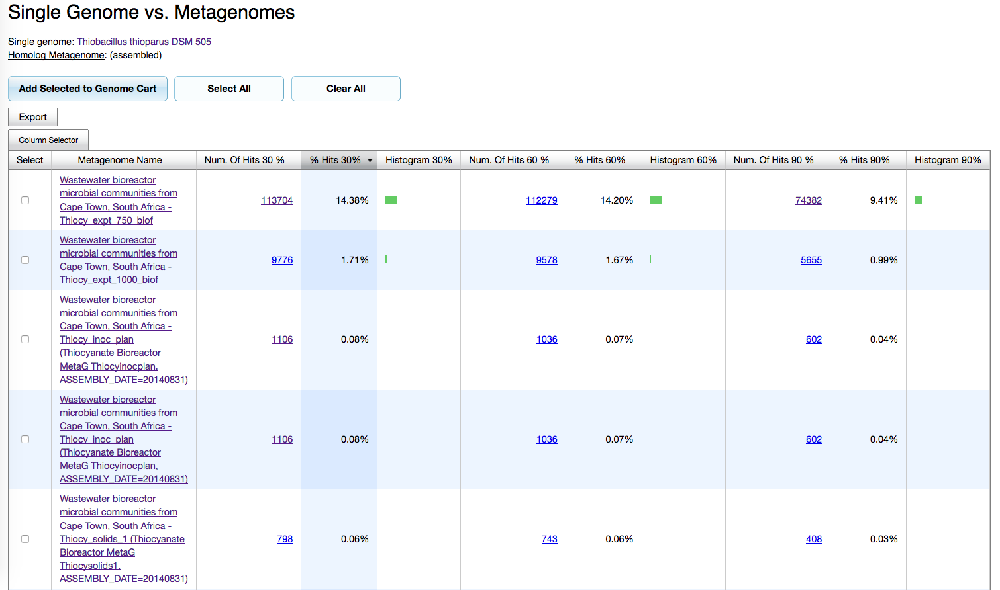 Single Genome vs. Metagenomes
Single genome: Thiobacillus thioparus DSM 505
Homolog Metagenome: (assembled)
Add Selected to Genome Cart Select All Clear All
Export
Column Selector
Select Metagenome Name Num. Of Hits 30 % % Hits 30% Histogram 30% Num. Of Hits 60 % % Hits 60% Histogram 60% Num. Of Hits 90 % % Hits 90% Histogram 90%
Wastewater bioreactor
microbial communities from
Cape Town, South Africa -
Thiocy_expt_750_biof
113704 14.38% 112279 14.20% 74382 9.41%
Wastewater bioreactor
microbial communities from
Cape Town, South Africa -
Thiocy_expt_1000_biof
9776 1.71% 9578 1.67% 5655 0.99%
Wastewater bioreactor
microbial communities from
Cape Town, South Africa -
Thiocy_inoc_plan
(Thiocyanate Bioreactor
MetaG Thiocyinocplan,
ASSEMBLY_DATE=20140831)
1106 0.08% 1036 0.07% 602 0.04%
Wastewater bioreactor
microbial communities from
Cape Town, South Africa -
Thiocy_inoc_plan
(Thiocyanate Bioreactor
MetaG Thiocyinocplan,
ASSEMBLY_DATE=20140831)
1106 0.08% 1036 0.07% 602 0.04%
Wastewater bioreactor
microbial communities from
Cape Town, South Africa -
Thiocy_solids_1 (Thiocyanate
Bioreactor MetaG
Thiocysolids1,
ASSEMBLY_DATE=20140831)
798 0.06% 743 0.06% 408 0.03%